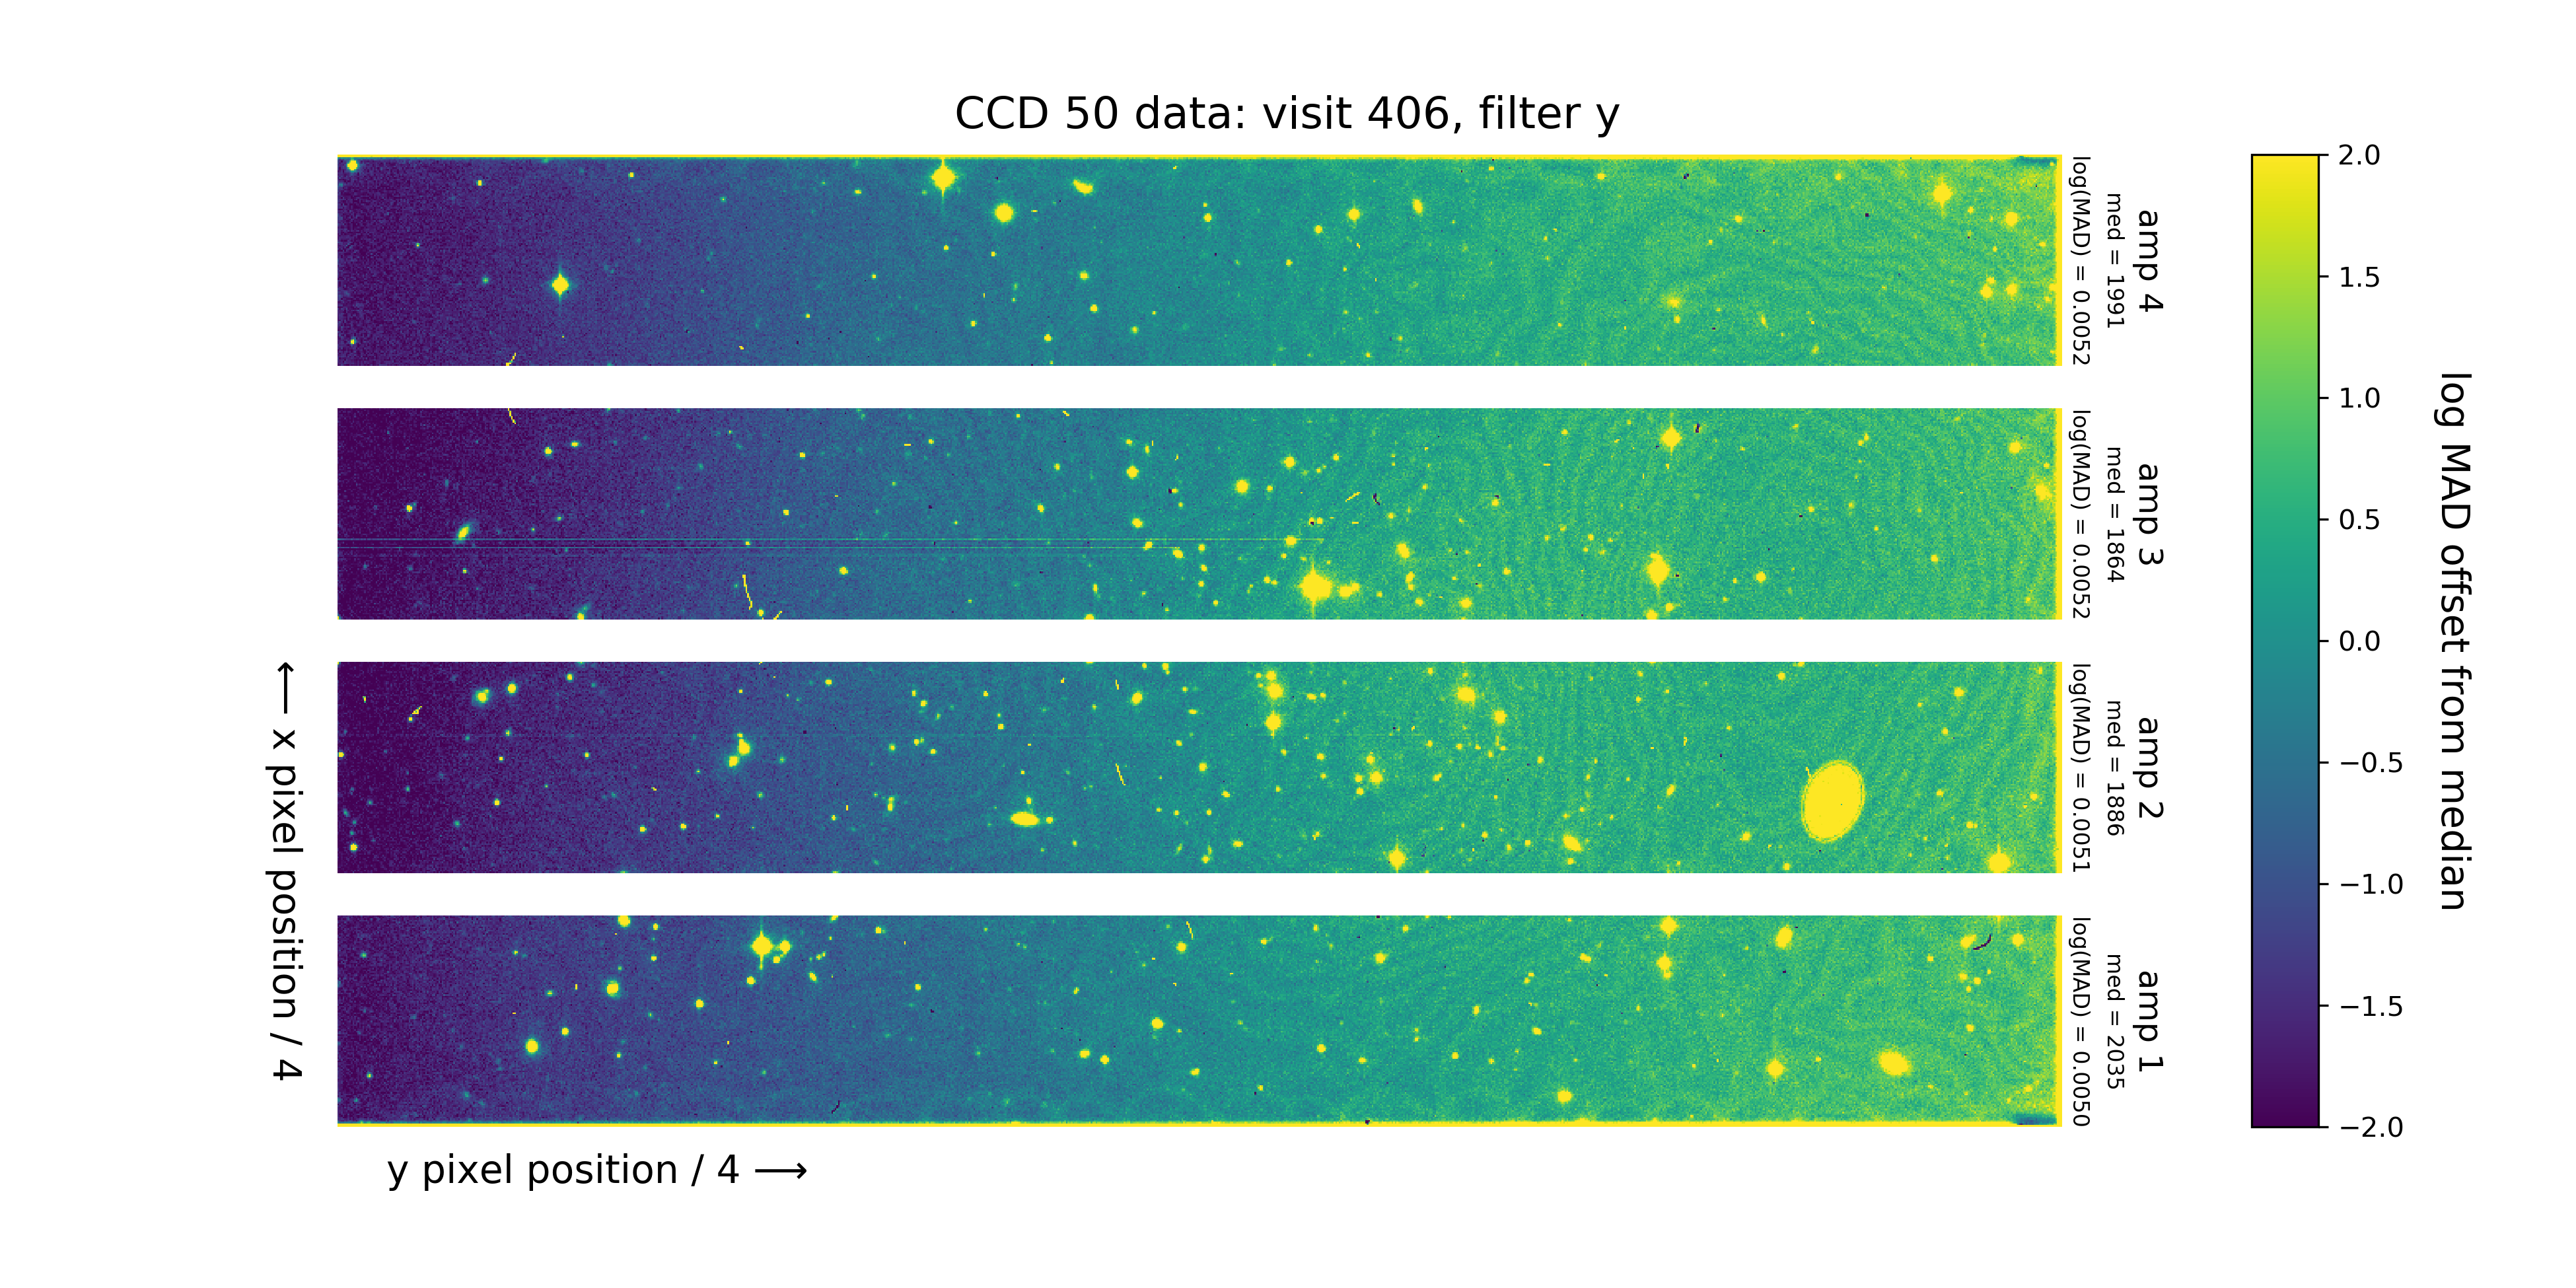 CCD 50 data: visit 406, filter y
amp 4
med = 1991
log(MAD) = 0.0052
amp 3
med = 1864
log(MAD) = 0.0052
amp 2
med = 1886
log(MAD) = 0.0051
amp 1
med = 2035
log(MAD) = 0.0050
⟵ x pixel position / 4
y pixel position / 4 ⟶
2.0
1.5
1.0
0.5
0.0
−0.5
−1.0
−1.5
−2.0
log MAD offset from median